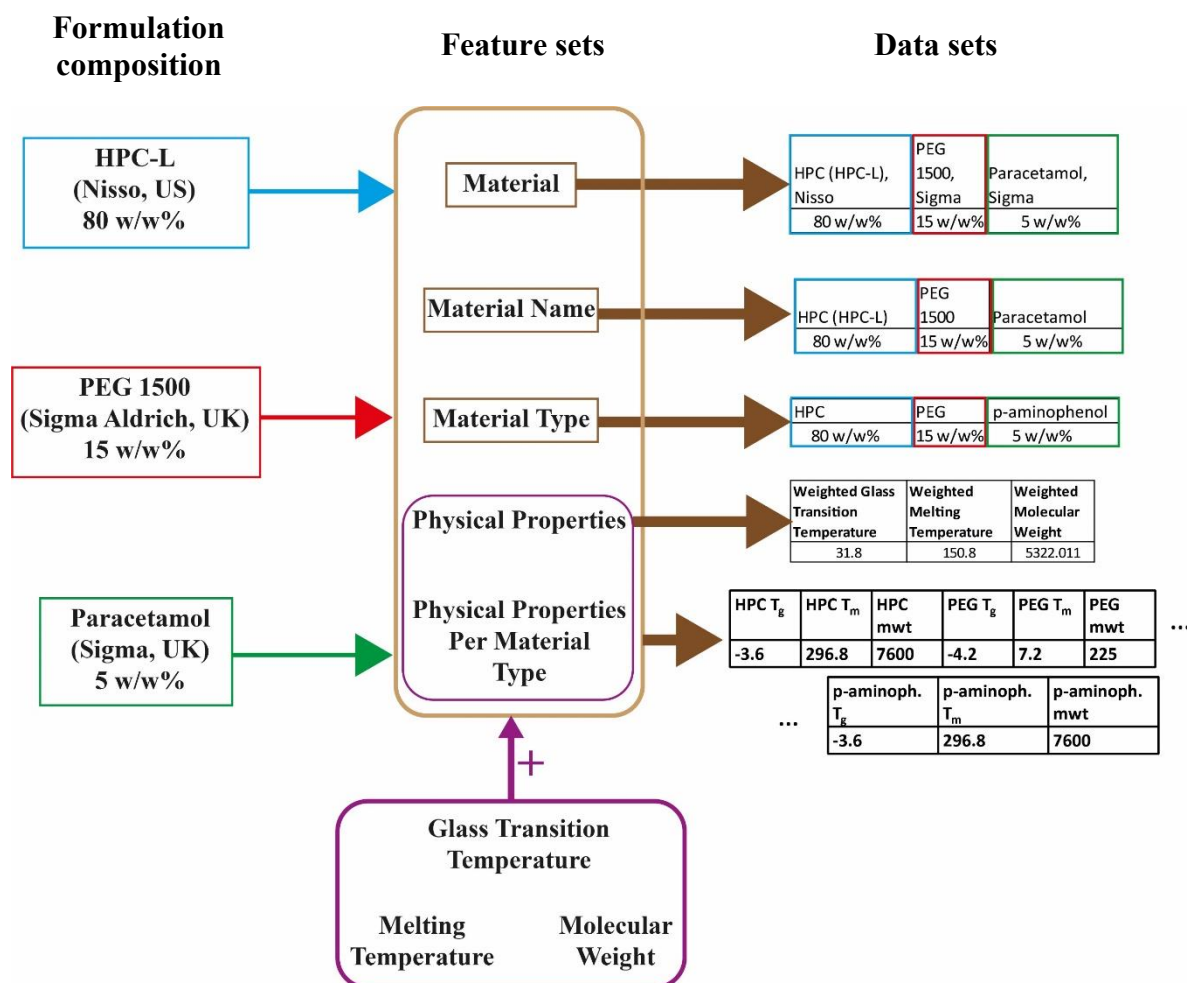 Formulation
composition
Feature sets
Data sets
HPC-L
(Nisso, US)
80 w/w%
PEG 1500
(Sigma Aldrich, UK)
15 w/w%
Paracetamol
(Sigma, UK)
5 w/w%
Material
Material Name
Material Type
Physical Properties
Physical Properties
Per Material
Type
+
Glass Transition
Temperature
Melting
Temperature
Molecular
Weight
HPC (HPC-L),
Nisso
PEG
1500,
Sigma
Paracetamol,
Sigma
80 w/w% 15 w/w% 5 w/w%
HPC (HPC-L)
PEG
1500
Paracetamol
80 w/w% 15 w/w% 5 w/w%
HPC PEG p-aminophenol
80 w/w% 15 w/w% 5 w/w%
Weighted Glass
Transition
Temperature
Weighted
Melting
Temperature
Weighted
Molecular
Weight
31.8 150.8 5322.011
HPC Tg HPC Tm HPC
mwt
PEG Tg PEG Tm PEG
mwt
-3.6 296.8 7600 -4.2 7.2 225
...
...
p-aminoph.
Tg
p-aminoph.
Tm
p-aminoph.
mwt
-3.6 296.8 7600